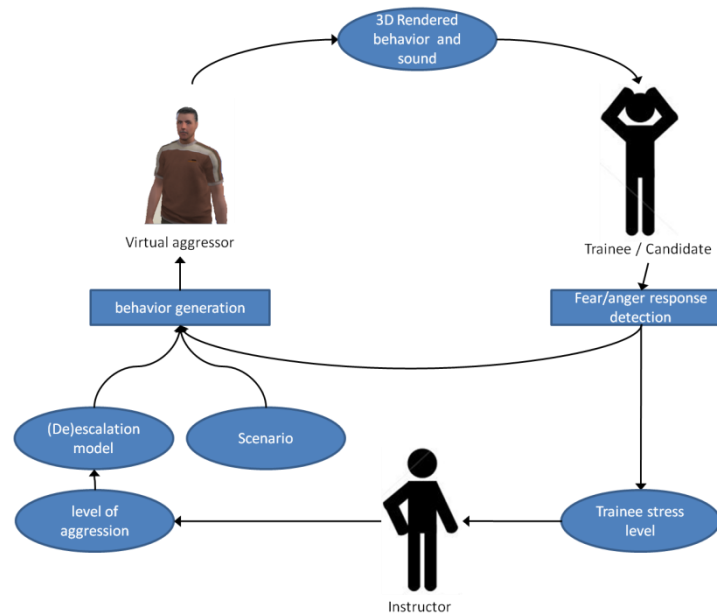 3D Rendered
behavior and
sound
Virtual aggressor
Trainee / Candidate
behavior generation
Fear/anger response
detection
(De)escalation
model
Scenario
level of
aggression
Trainee stress
level
Instructor